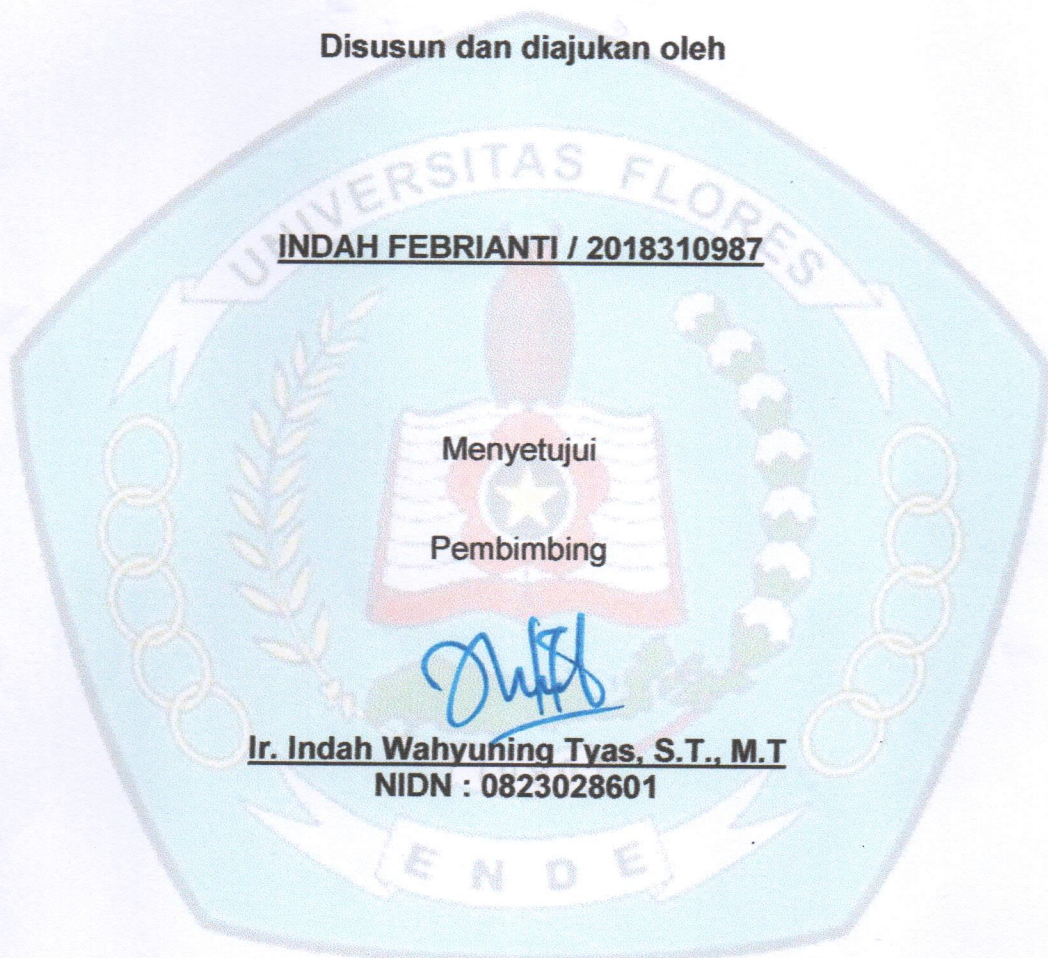 Disusun dan diajukan oleh
UNIVERSITAS FLORES
INDAH FEBRIANTI / 2018310987
Menyetujui
Pembimbing
Ir. Indah Wahyuning Tyas, S.T., M.T
NIDN : 0823028601
ENDE